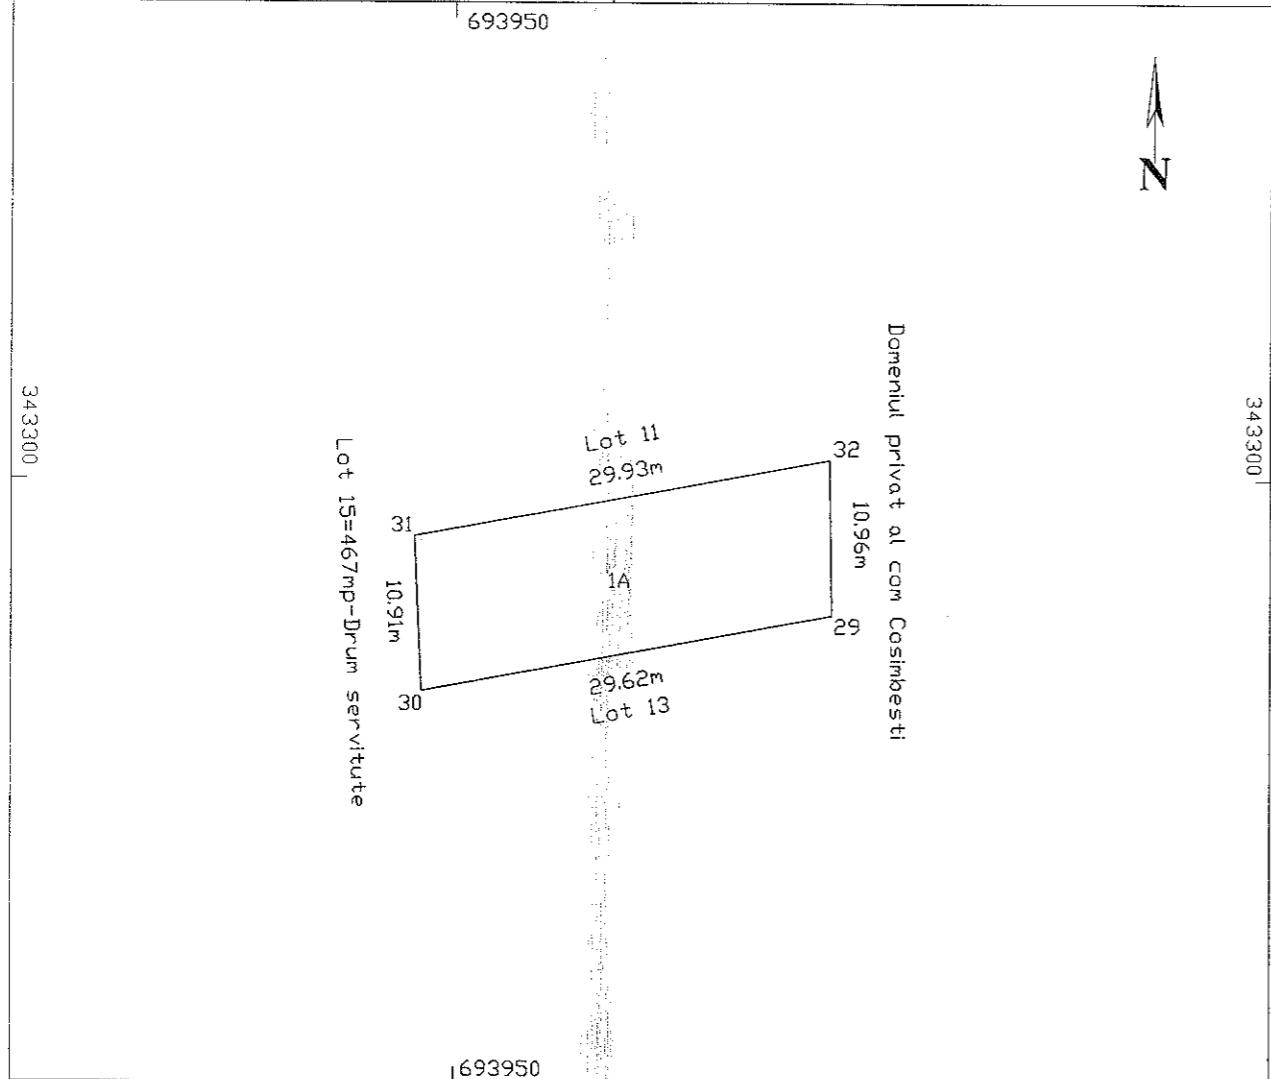 693950
N
343300
343300
Domeniul privat al com Cosimbesti
Lot 11
29.93m
32
31
10.96m
Lot 15=467mp-Drum servitute
10.91m
1A
29
29.62m
30
Lot 13
693950